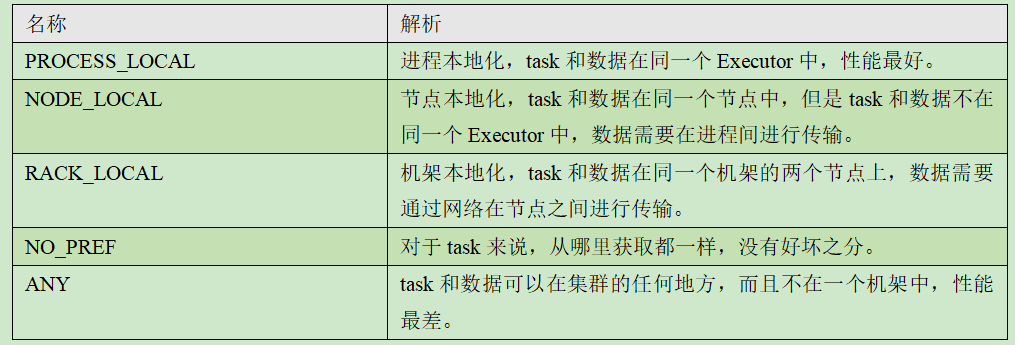 名称 解析
PROCESS_LOCAL 进程本地化，task 和数据在同一个 Executor 中，性能最好。
NODE_LOCAL 节点本地化，task 和数据在同一个节点中，但是 task 和数据不在
同一个 Executor 中，数据需要在进程间进行传输。
RACK_LOCAL 机架本地化，task 和数据在同一个机架的两个节点上，数据需要
通过网络在节点之间进行传输。
NO_PREF 对于 task 来说，从哪里获取都一样，没有好坏之分。
ANY task 和数据可以在集群的任何地方，而且不在一个机架中，性能
最差。